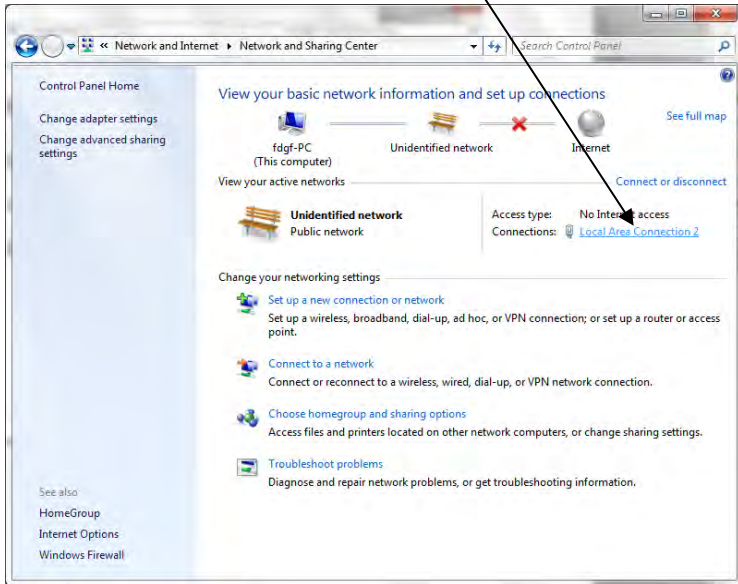 « Network and Internet ▸ Network and Sharing Center
Search Control Panel
Control Panel Home
Change adapter settings
Change advanced sharing
settings
See also
HomeGroup
Internet Options
Windows Firewall
View your basic network information and set up connections
See full map
fdgf-PC
(This computer)
Unidentified network
Internet
View your active networks
Connect or disconnect
Unidentified network
Public network
Access type: No Internet access
Connections: Local Area Connection 2
Change your networking settings
Set up a new connection or network
Set up a wireless, broadband, dial-up, ad hoc, or VPN connection; or set up a router or access
point.
Connect to a network
Connect or reconnect to a wireless, wired, dial-up, or VPN network connection.
Choose homegroup and sharing options
Access files and printers located on other network computers, or change sharing settings.
Troubleshoot problems
Diagnose and repair network problems, or get troubleshooting information.